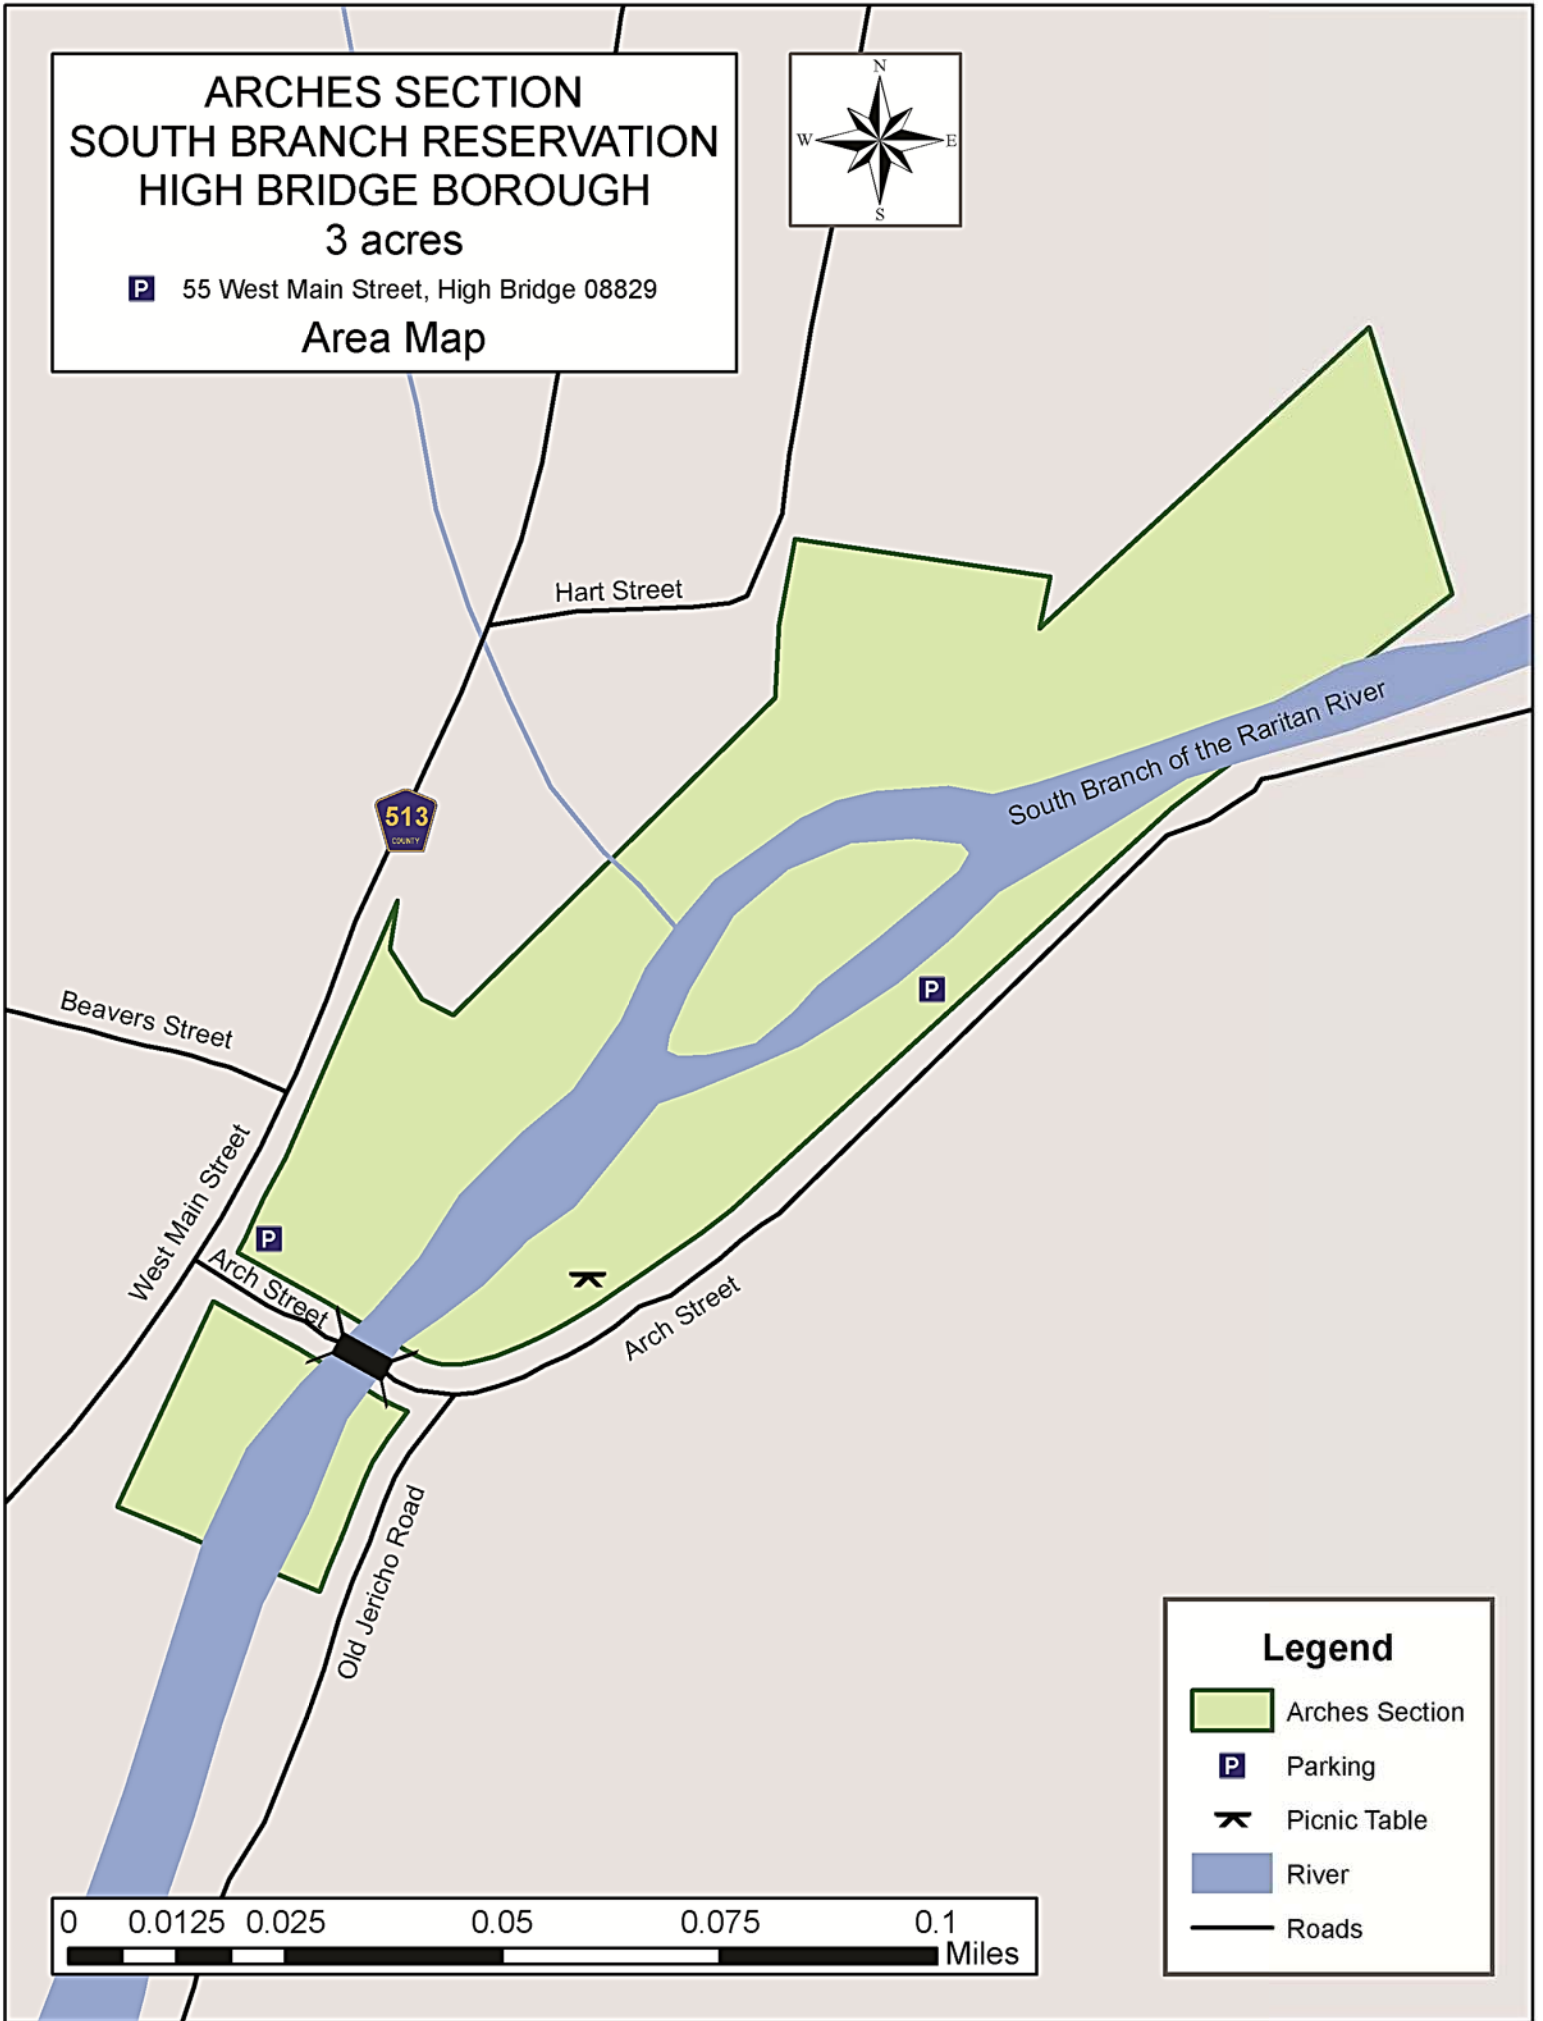 ARCHES SECTION
SOUTH BRANCH RESERVATION
HIGH BRIDGE BOROUGH
3 acres
P 55 West Main Street, High Bridge 08829
Area Map
N
W E
S
Hart Street
South Branch of the Raritan River
513
COUNTY
P
Beavers Street
West Main Street
P
Arch Street
Arch Street
Old Jericho Road
Legend
Arches Section
P Parking
Picnic Table
River
Roads
0 0.0125 0.025 0.05 0.075 0.1
Miles